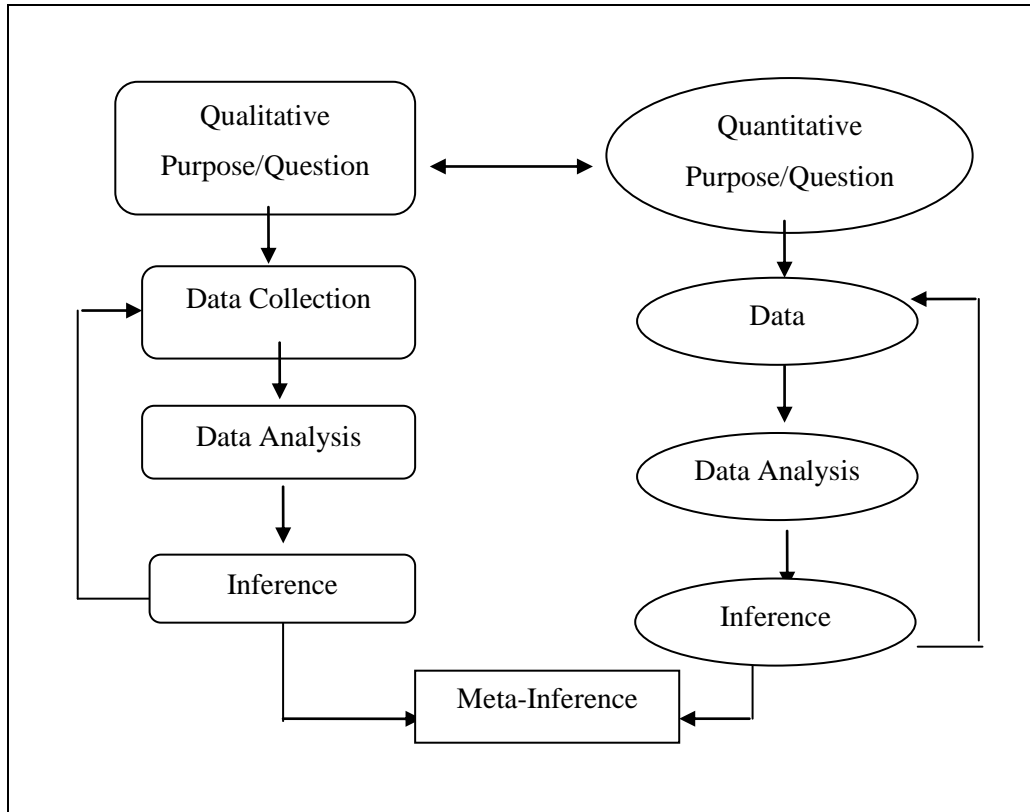 Qualitative
Purpose/Question
Quantitative
Purpose/Question
Data Collection
Data
Data Analysis
Data Analysis
Inference
Inference
Meta-Inference